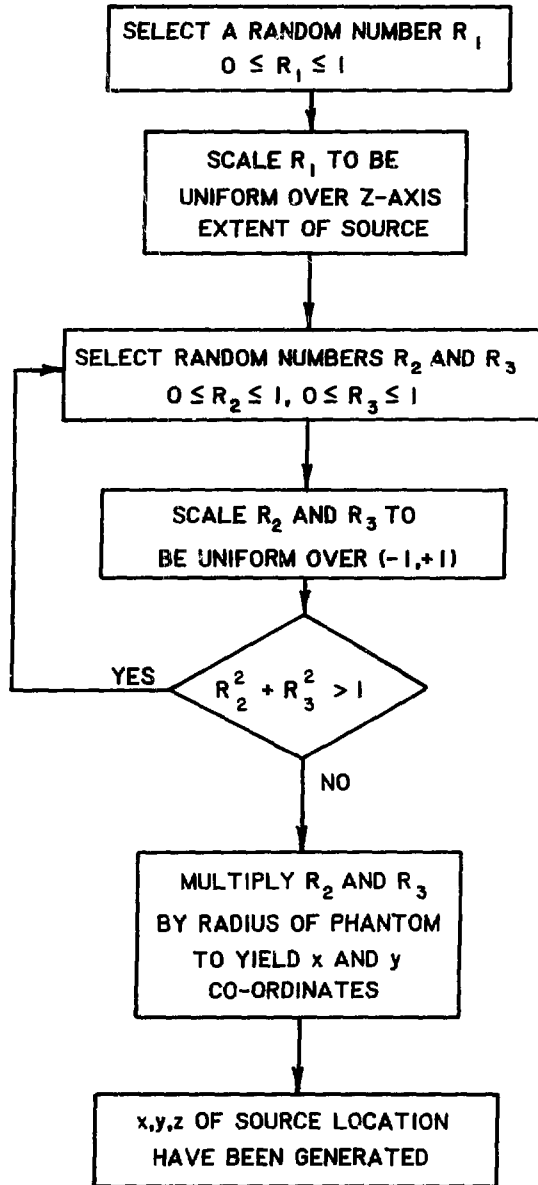 SELECT A RANDOM NUMBER R₁
0 ≤ R₁ ≤ 1
SCALE R₁ TO BE
UNIFORM OVER Z-AXIS
EXTENT OF SOURCE
SELECT RANDOM NUMBERS R₂ AND R₃
0 ≤ R₂ ≤ 1, 0 ≤ R₃ ≤ 1
SCALE R₂ AND R₃ TO
BE UNIFORM OVER (-1,+1)
YES
R₂² + R₃² > 1
NO
MULTIPLY R₂ AND R₃
BY RADIUS OF PHANTOM
TO YIELD x AND y
CO-ORDINATES
x,y,z OF SOURCE LOCATION
HAVE BEEN GENERATED